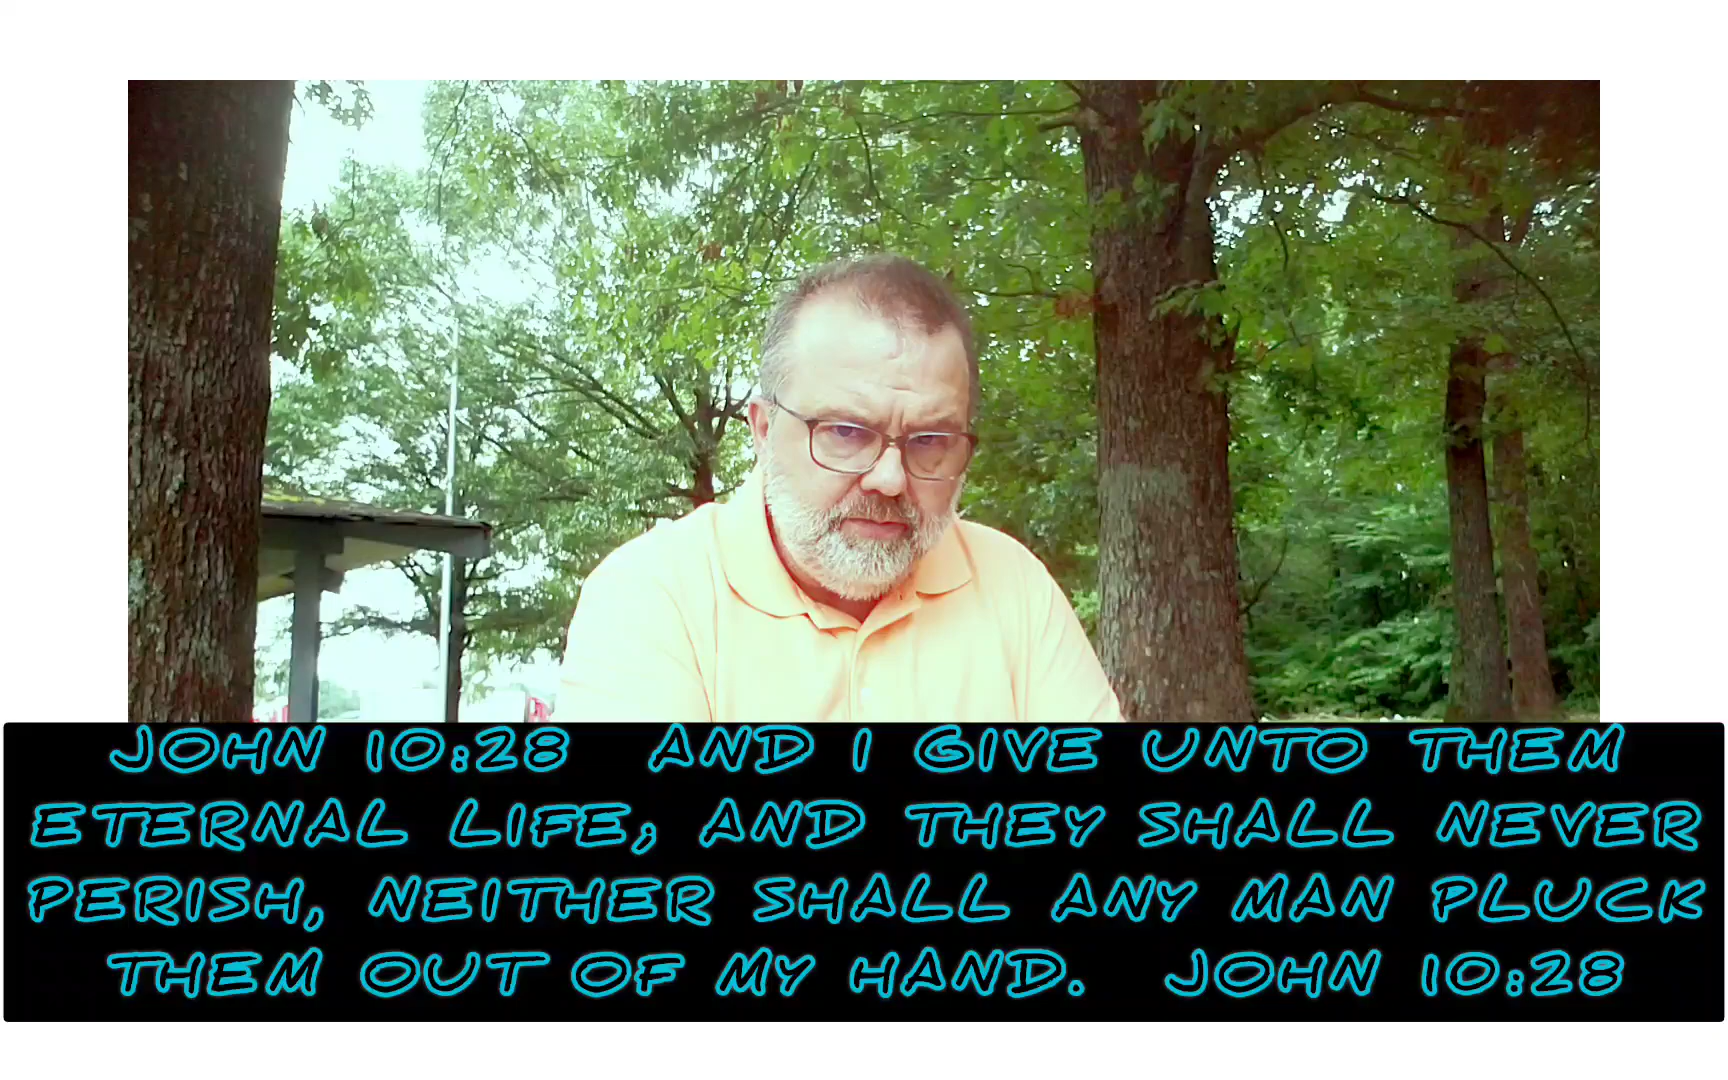 JOHN 10:28 AND I GIVE UNTO THEM
ETERNAL LIFE; AND THEY SHALL NEVER
PERISH, NEITHER SHALL ANY MAN PLUCK
THEM OUT OF MY HAND. JOHN 10:28